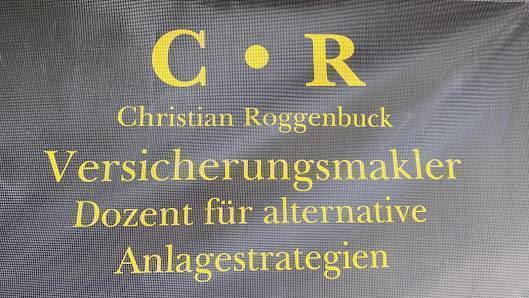 C • R
Christian Roggenbuck
Versicherungsmakler
Dozent für alternative
Anlagestrategien